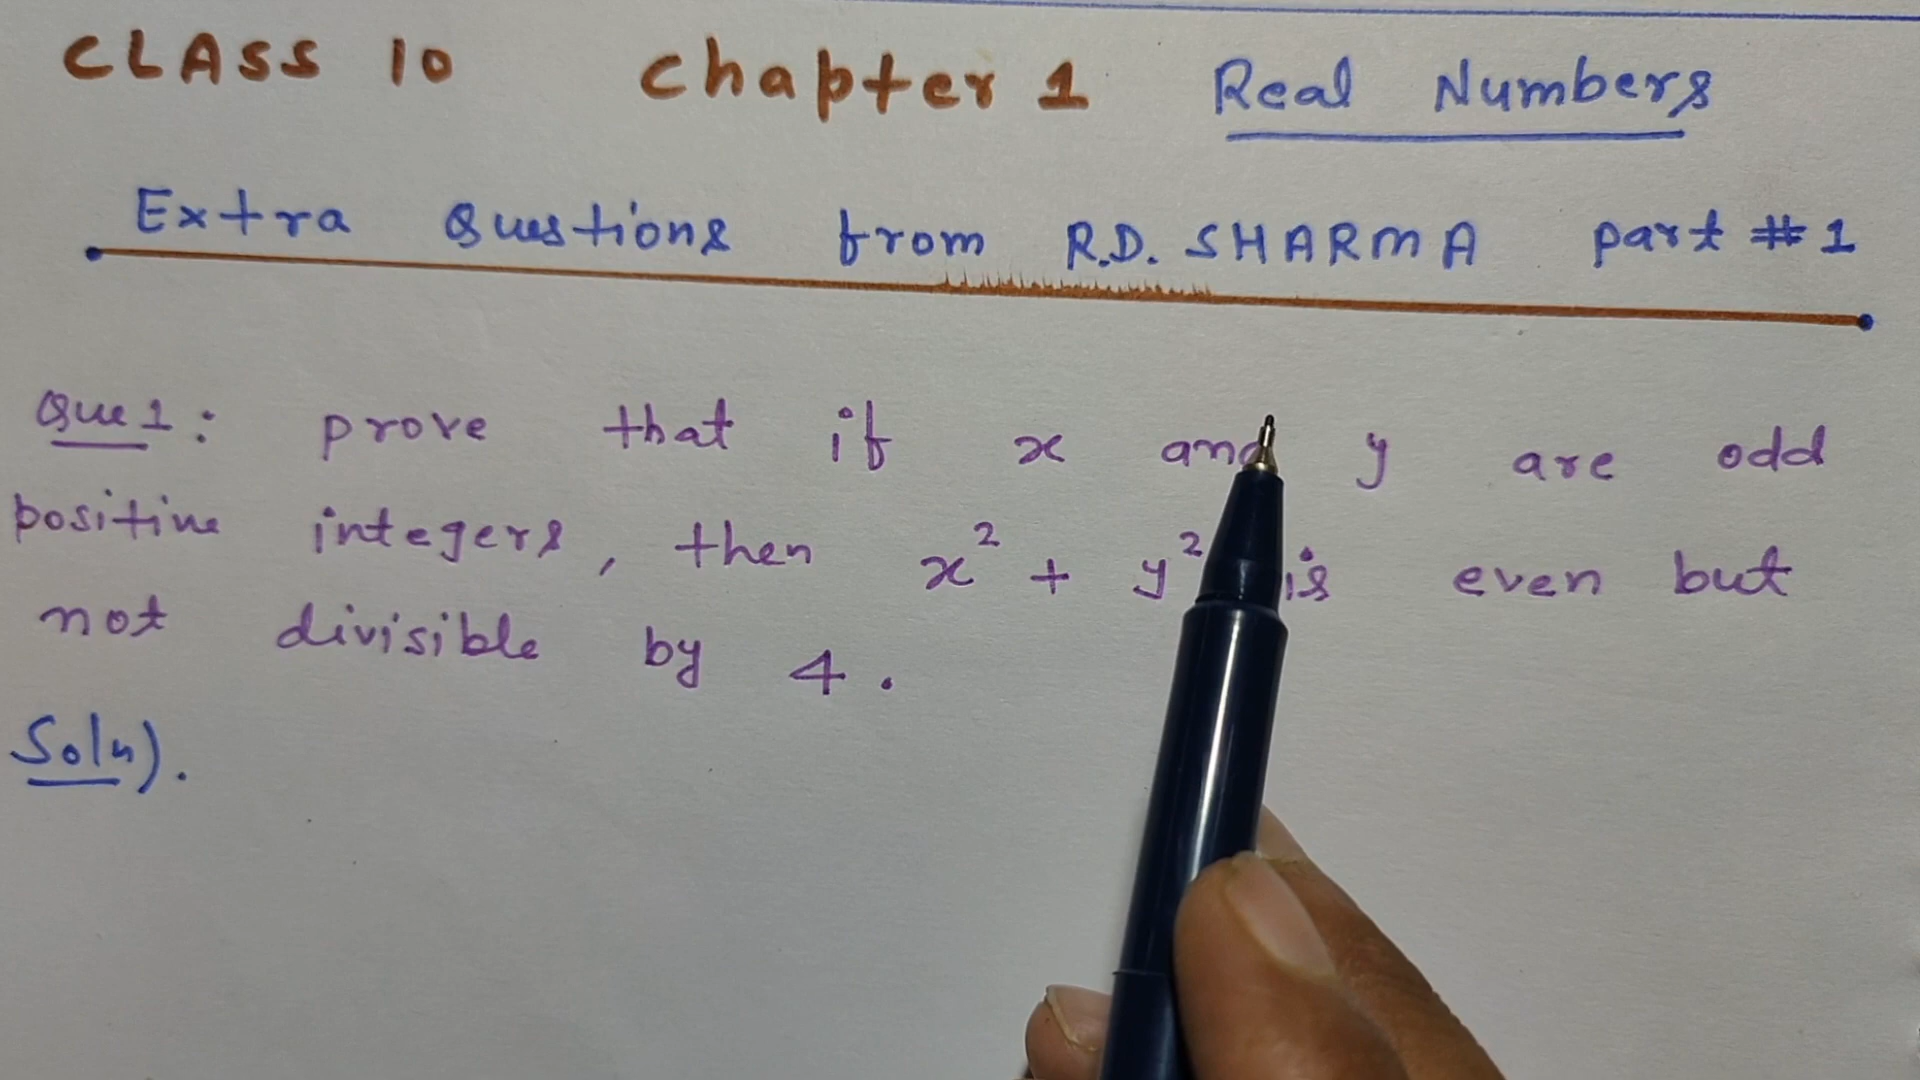 CLASS 10 Chapter 1 Real Numbers
Extra Questions from R.D. SHARMA part # 1
Que 1: prove that if x and y are odd
positive integers, then x² + y² is even but
not divisible by 4.
Soln).